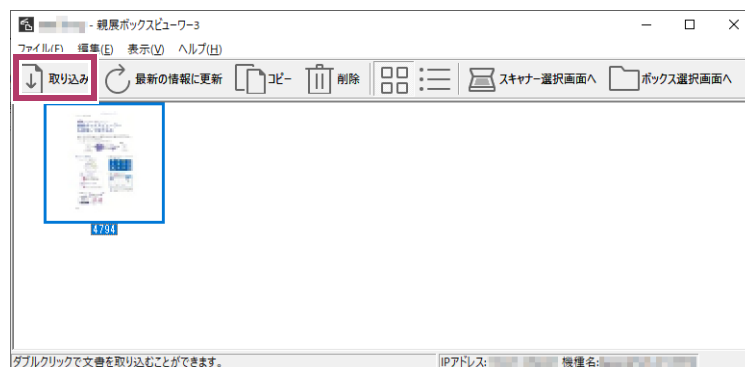 - 親展ボックスビューワー3
ファイル(F) 編集(E) 表示(V) ヘルプ(H)
取り込み 最新の情報に更新 コピー 削除 スキャナー選択画面へ ボックス選択画面へ
4794
ダブルクリックで文書を取り込むことができます。 IPアドレス: 機種名: